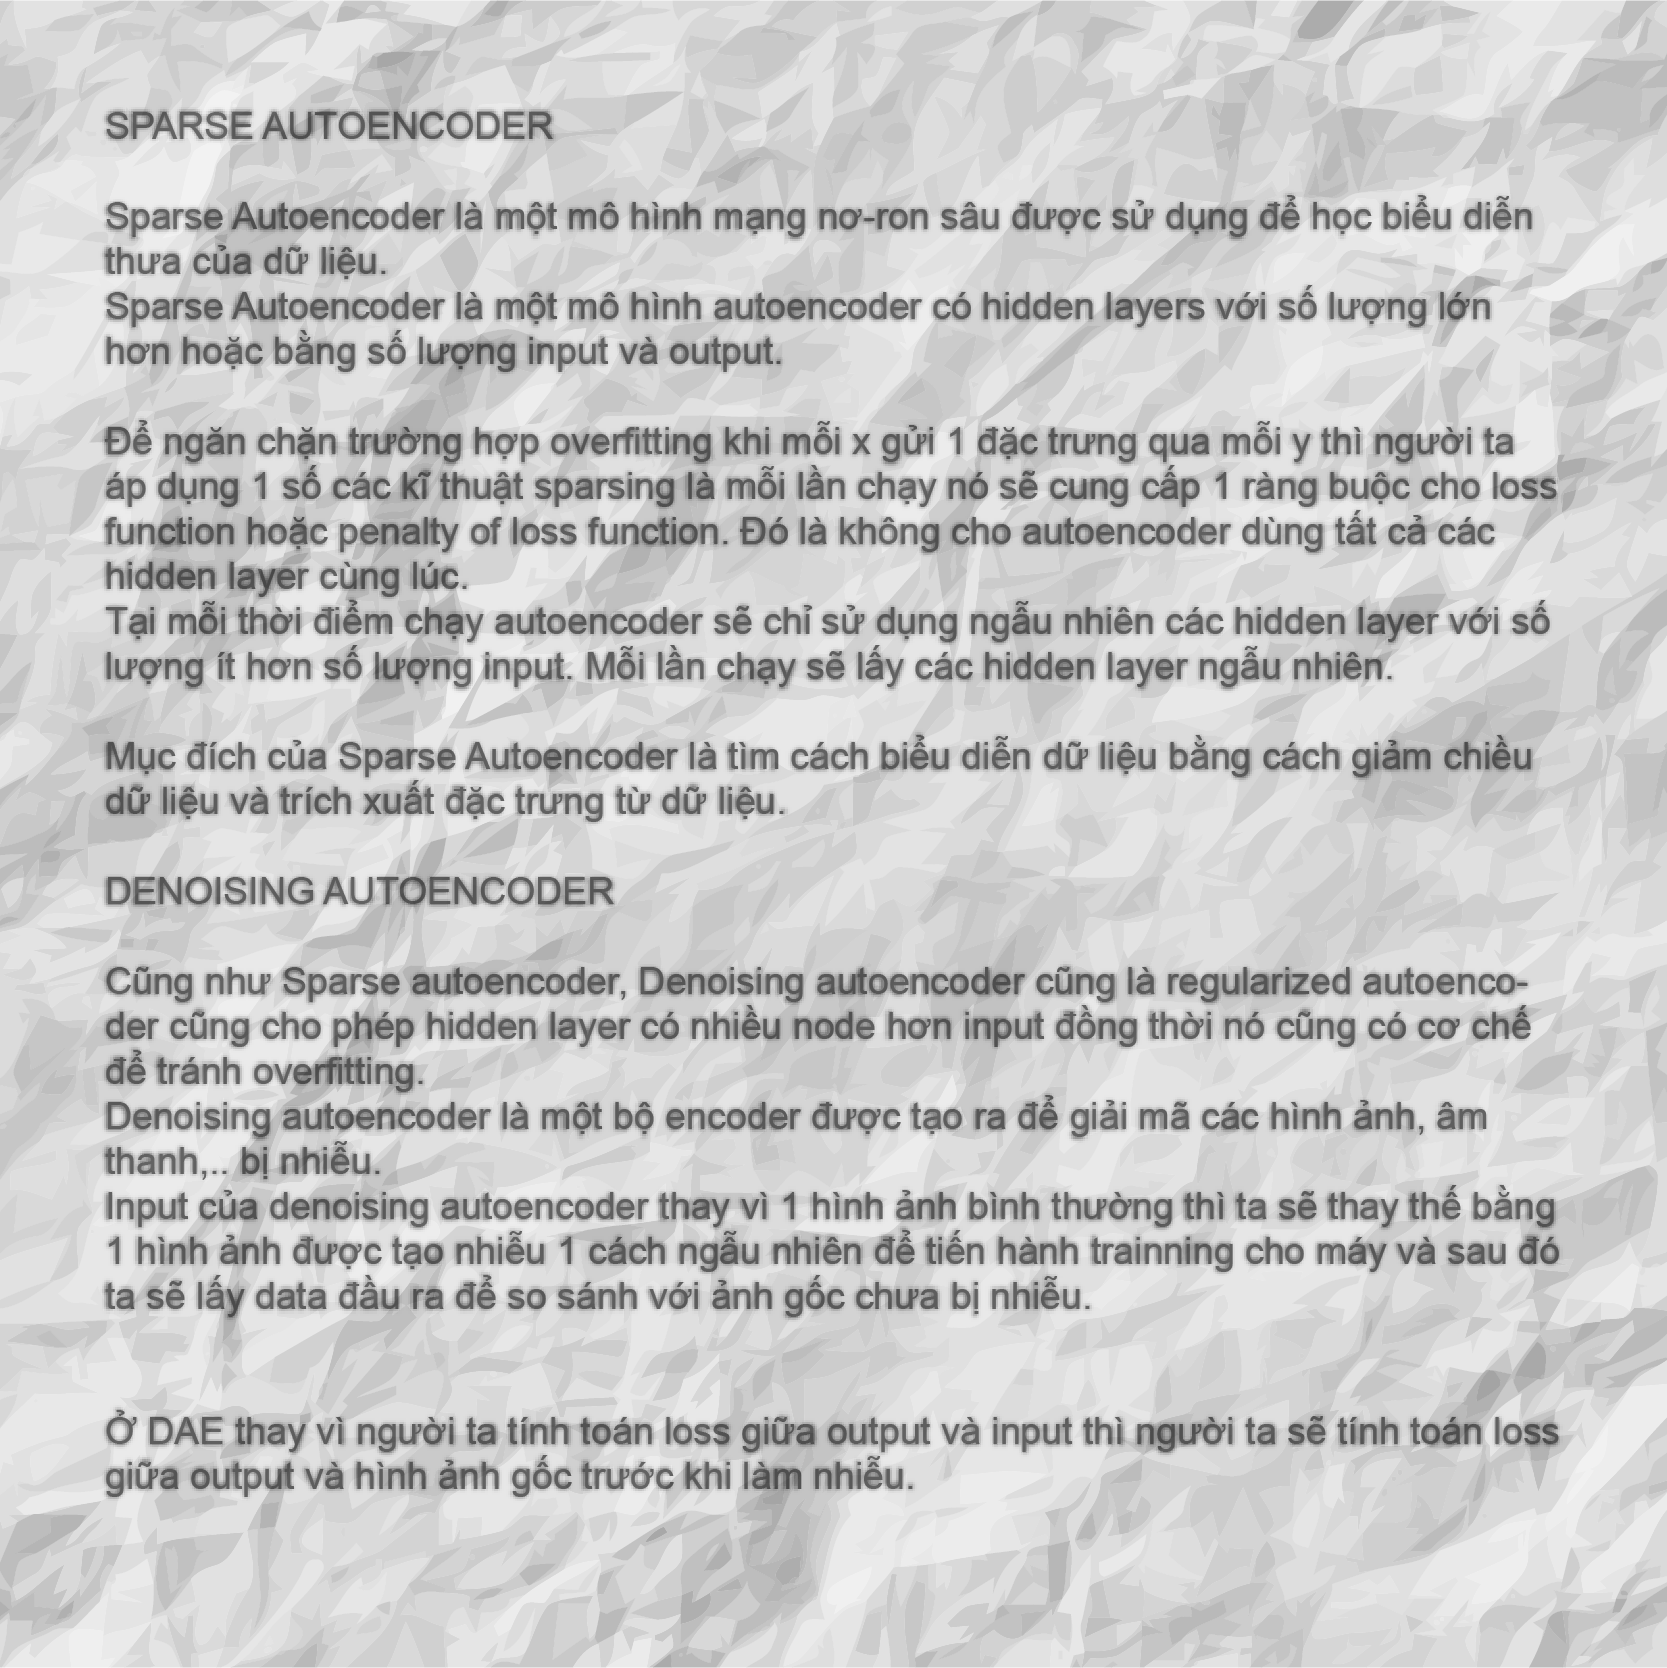 SPARSE AUTOENCODER
Sparse Autoencoder là một mô hình mạng nơ-ron sâu được sử dụng để học biểu diễn
thưa của dữ liệu.
Sparse Autoencoder là một mô hình autoencoder có hidden layers với số lượng lớn
hơn hoặc bằng số lượng input và output.
Để ngăn chặn trường hợp overfitting khi mỗi x gửi 1 đặc trưng qua mỗi y thì người ta
áp dụng 1 số các kĩ thuật sparsing là mỗi lần chạy nó sẽ cung cấp 1 ràng buộc cho loss
function hoặc penalty of loss function. Đó là không cho autoencoder dùng tất cả các
hidden layer cùng lúc.
Tại mỗi thời điểm chạy autoencoder sẽ chỉ sử dụng ngẫu nhiên các hidden layer với số
lượng ít hơn số lượng input. Mỗi lần chạy sẽ lấy các hidden layer ngẫu nhiên.
Mục đích của Sparse Autoencoder là tìm cách biểu diễn dữ liệu bằng cách giảm chiều
dữ liệu và trích xuất đặc trưng từ dữ liệu.
DENOISING AUTOENCODER
Cũng như Sparse autoencoder, Denoising autoencoder cũng là regularized autoenco-
der cũng cho phép hidden layer có nhiều node hơn input đồng thời nó cũng có cơ chế
để tránh overfitting.
Denoising autoencoder là một bộ encoder được tạo ra để giải mã các hình ảnh, âm
thanh,.. bị nhiễu.
Input của denoising autoencoder thay vì 1 hình ảnh bình thường thì ta sẽ thay thế bằng
1 hình ảnh được tạo nhiễu 1 cách ngẫu nhiên để tiến hành trainning cho máy và sau đó
ta sẽ lấy data đầu ra để so sánh với ảnh gốc chưa bị nhiễu.
Ở DAE thay vì người ta tính toán loss giữa output và input thì người ta sẽ tính toán loss
giữa output và hình ảnh gốc trước khi làm nhiễu.